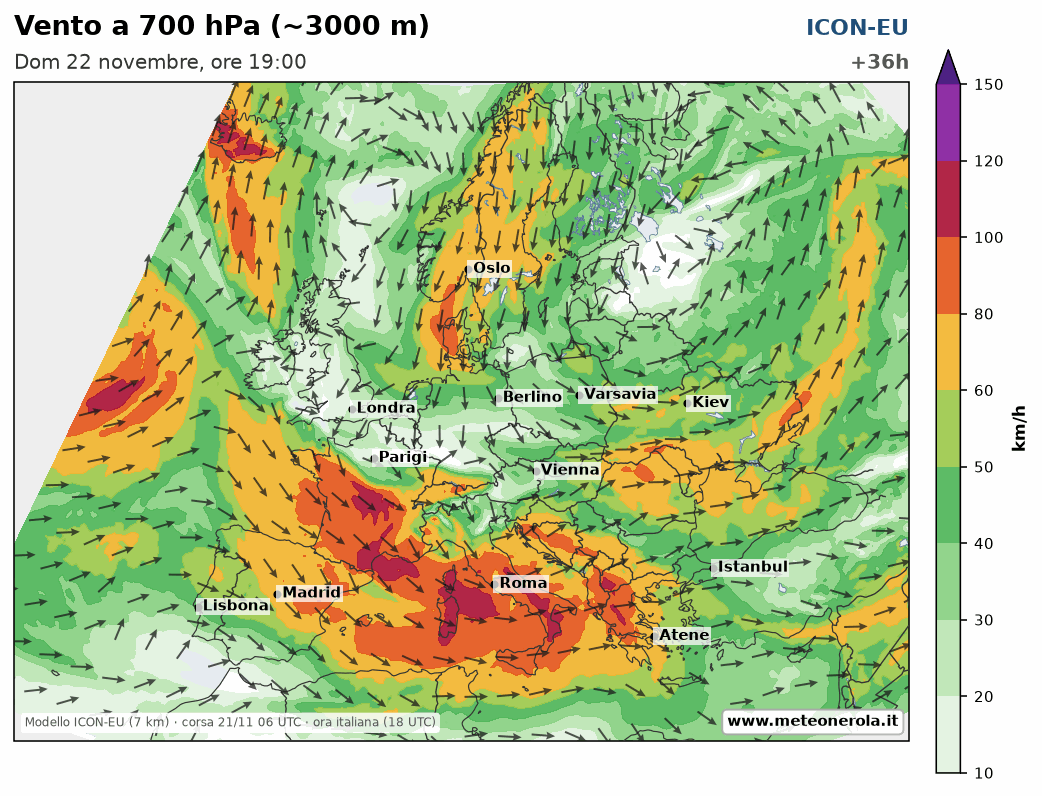 Vento a 700 hPa (~3000 m)
ICON-EU
Dom 22 novembre, ore 19:00
+36h
150
120
100
80
60
50
40
30
20
10
km/h
Oslo
Berlino
Varsavia
Kiev
Londra
Parigi
Vienna
Istanbul
Roma
Madrid
Lisbona
Atene
Modello ICON-EU (7 km) · corsa 21/11 06 UTC · ora italiana (18 UTC)
www.meteonerola.it